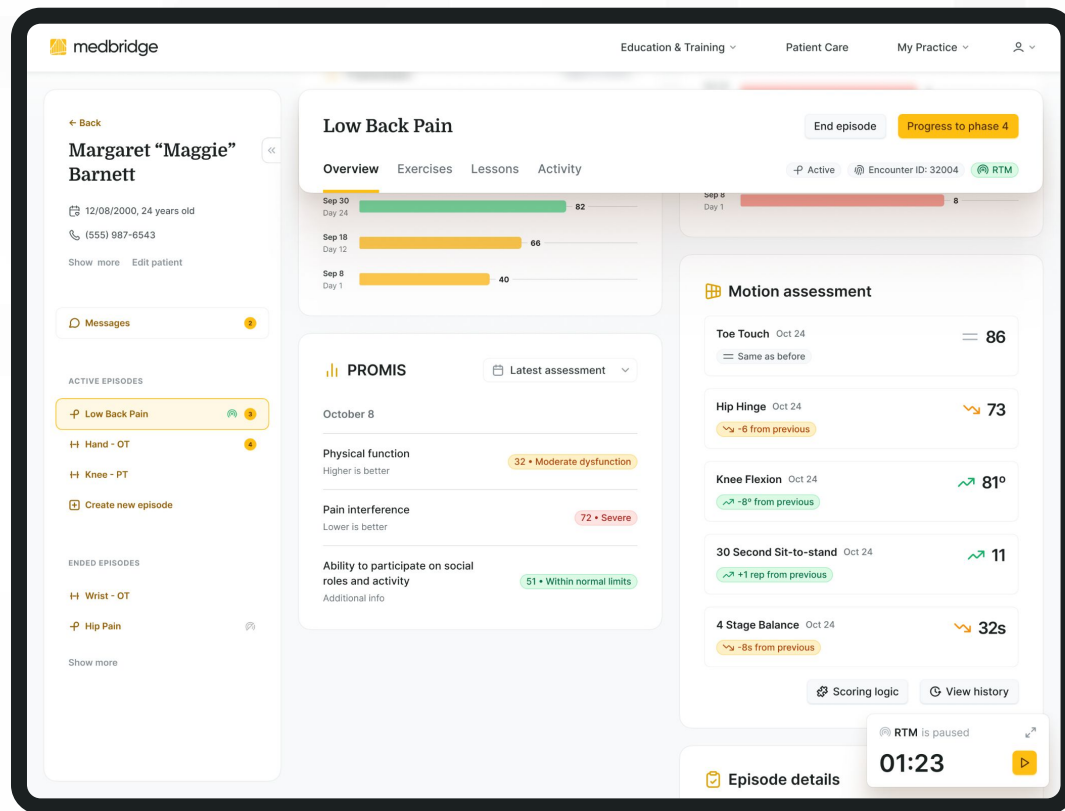 medbridge
Education & Training
Patient Care
My Practice
← Back
Margaret “Maggie”
Barnett
12/08/2000, 24 years old
(555) 987-6543
Show more Edit patient
Messages 2
ACTIVE EPISODES
Low Back Pain 3
Hand - OT 4
Knee - PT
Create new episode
ENDED EPISODES
Wrist - OT
Hip Pain
Show more
Low Back Pain
End episode
Progress to phase 4
Overview Exercises Lessons Activity
Active
Encounter ID: 32004
RTM
Sep 30
Day 24
82
Sep 18
Day 12
66
Sep 8
Day 1
40
Sep 8
Day 1
8
PROMIS
Latest assessment
October 8
Physical function
Higher is better
32 • Moderate dysfunction
Pain interference
Lower is better
72 • Severe
Ability to participate on social
roles and activity
Additional info
51 • Within normal limits
Motion assessment
Toe Touch Oct 24
86
Same as before
Hip Hinge Oct 24
73
-6 from previous
Knee Flexion Oct 24
81º
-8º from previous
30 Second Sit-to-stand Oct 24
11
+1 rep from previous
4 Stage Balance Oct 24
32s
-8s from previous
Scoring logic
View history
Episode details
RTM is paused
01:23